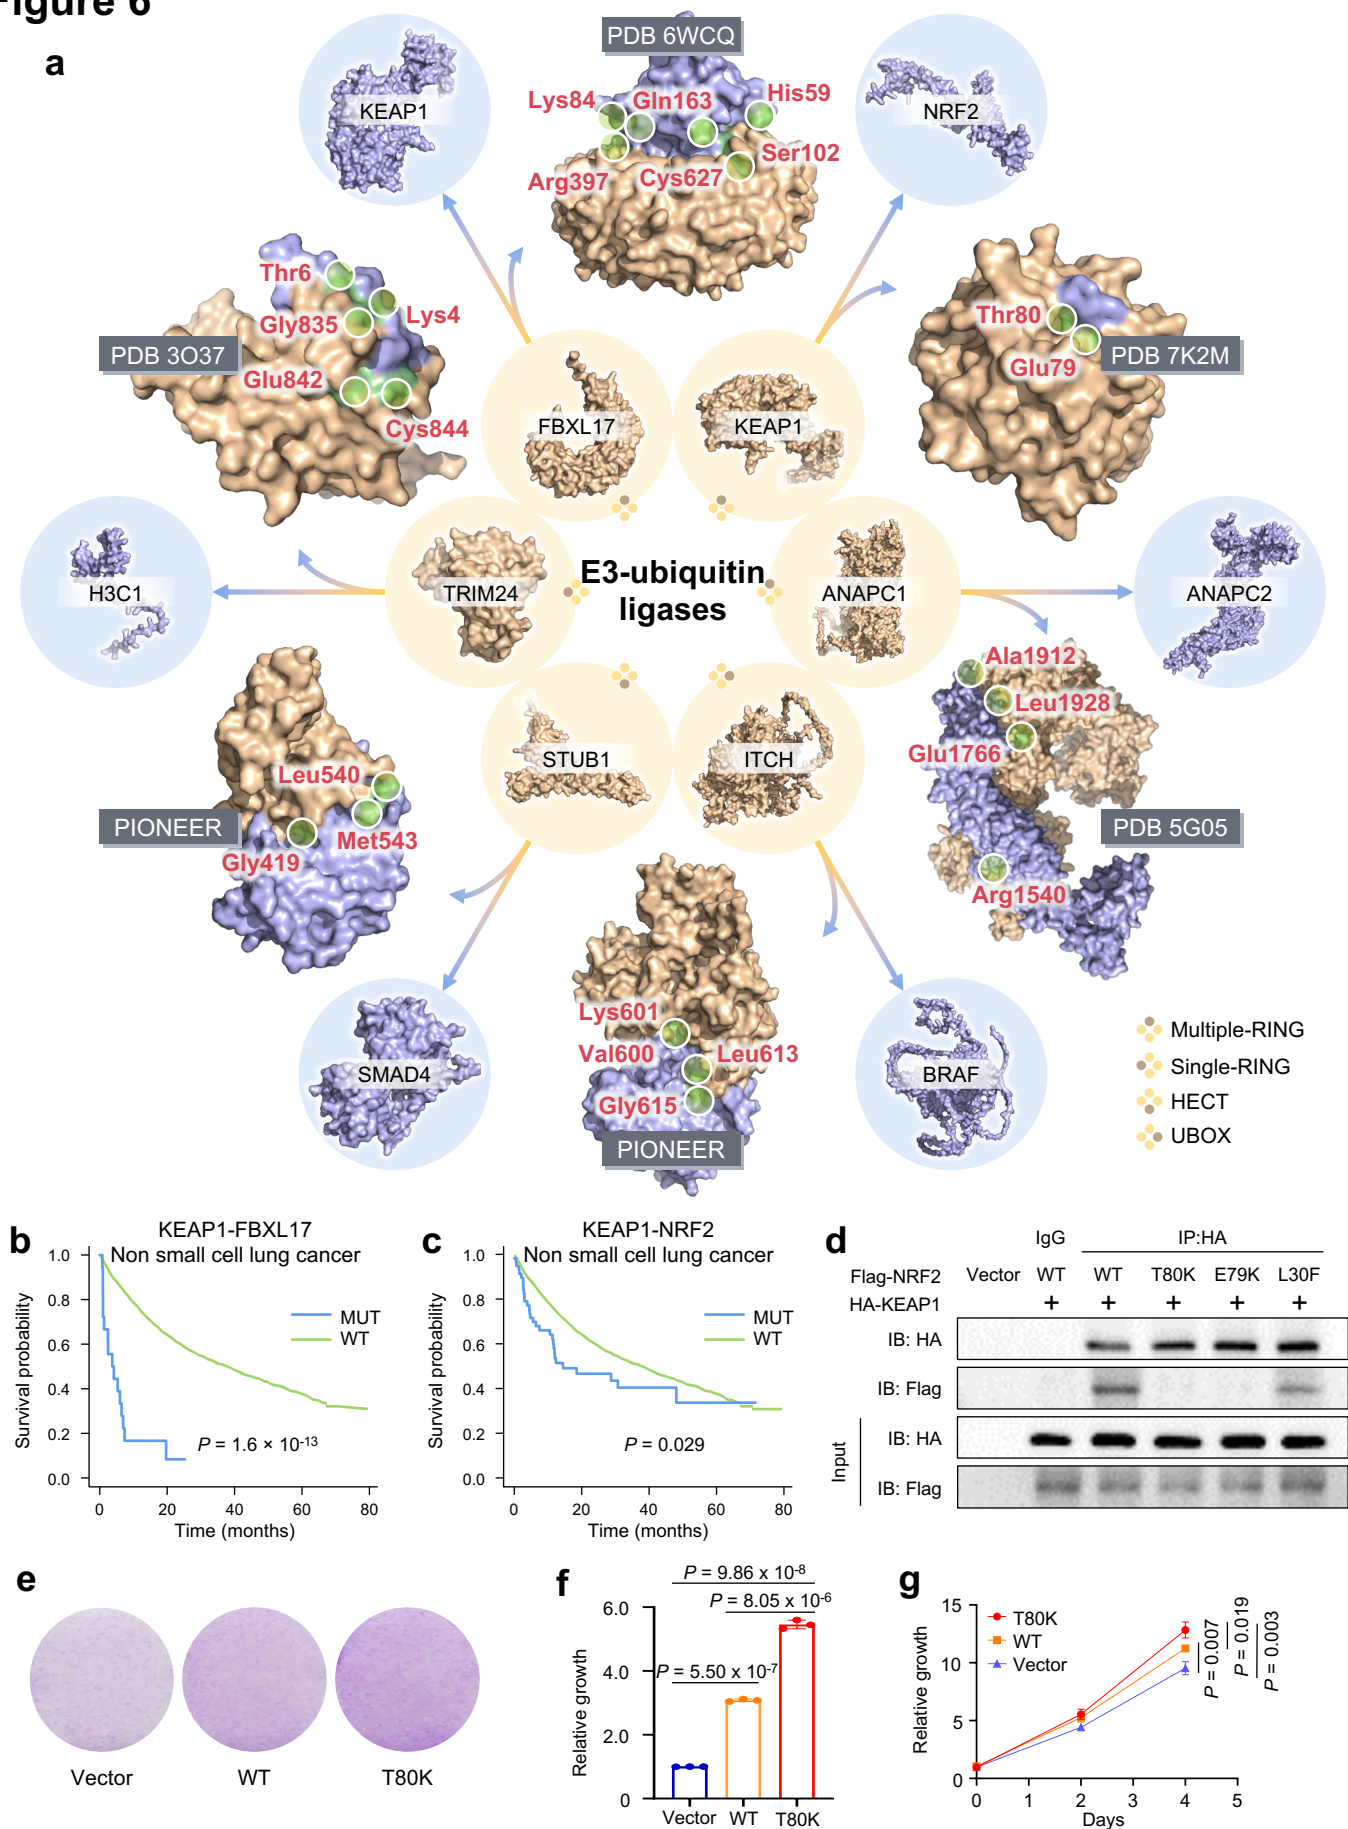 Figure 6
a
PDB 6WCQ
KEAP1
NRF2
Lys84
Gln163
His59
Ser102
Arg397
Cys627
Thr6
Lys4
Gly835
PDB 3O37
Glu842
Cys844
Thr80
PDB 7K2M
Glu79
FBXL17
KEAP1
H3C1
TRIM24
E3-ubiquitin
ligases
ANAPC1
ANAPC2
Ala1912
Leu1928
Glu1766
PDB 5G05
Arg1540
STUB1
ITCH
Leu540
PIONEER
Met543
Gly419
Lys601
Val600
Leu613
Gly615
PIONEER
SMAD4
BRAF
Multiple-RING
Single-RING
HECT
UBOX
b
KEAP1-FBXL17
Non small cell lung cancer
Survival probability
1.0
0.8
0.6
0.4
0.2
0.0
MUT
WT
P = 1.6 × 10-13
0 20 40 60 80
Time (months)
c
KEAP1-NRF2
Non small cell lung cancer
Survival probability
1.0
0.8
0.6
0.4
0.2
0.0
MUT
WT
P = 0.029
0 20 40 60 80
Time (months)
d
IgG IP:HA
Flag-NRF2 Vector WT WT T80K E79K L30F
HA-KEAP1 + + + + +
IB: HA
IB: Flag
Input
IB: HA
IB: Flag
e
Vector WT T80K
f
P = 9.86 x 10-8
P = 8.05 x 10-6
P = 5.50 x 10-7
Relative growth
6.0
4.0
2.0
0
Vector WT T80K
g
Relative growth
15
10
5
0
T80K
WT
Vector
P = 0.007
P = 0.019
P = 0.003
0 1 2 3 4 5
Days